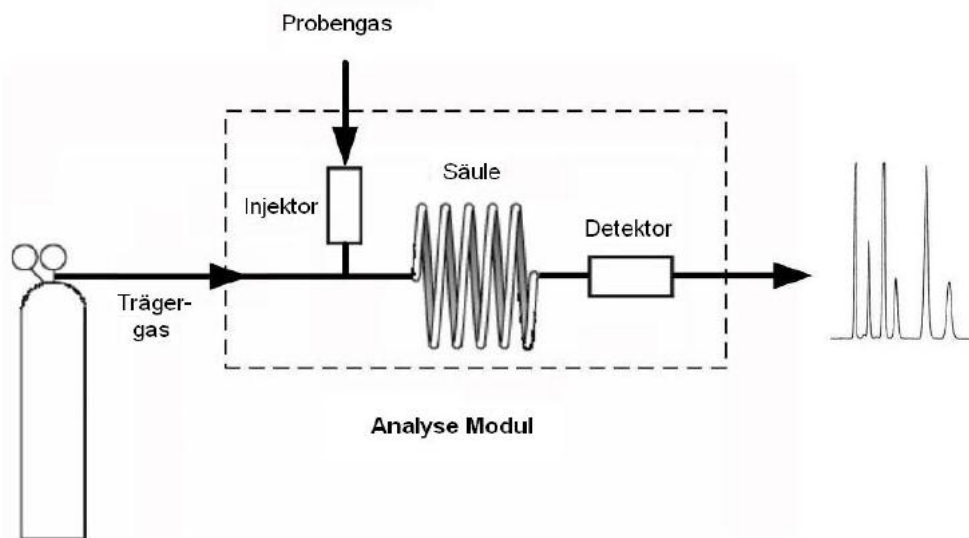 Probengas
Injektor
Säule
Detektor
Träger-
gas
Analyse Modul